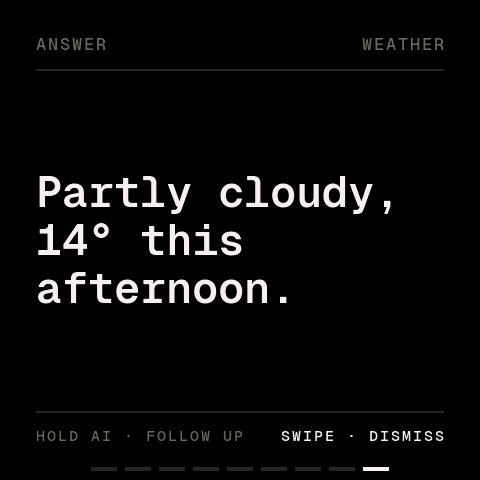 ANSWER WEATHER
Partly cloudy,
14° this
afternoon.
HOLD AI · FOLLOW UP SWIPE · DISMISS